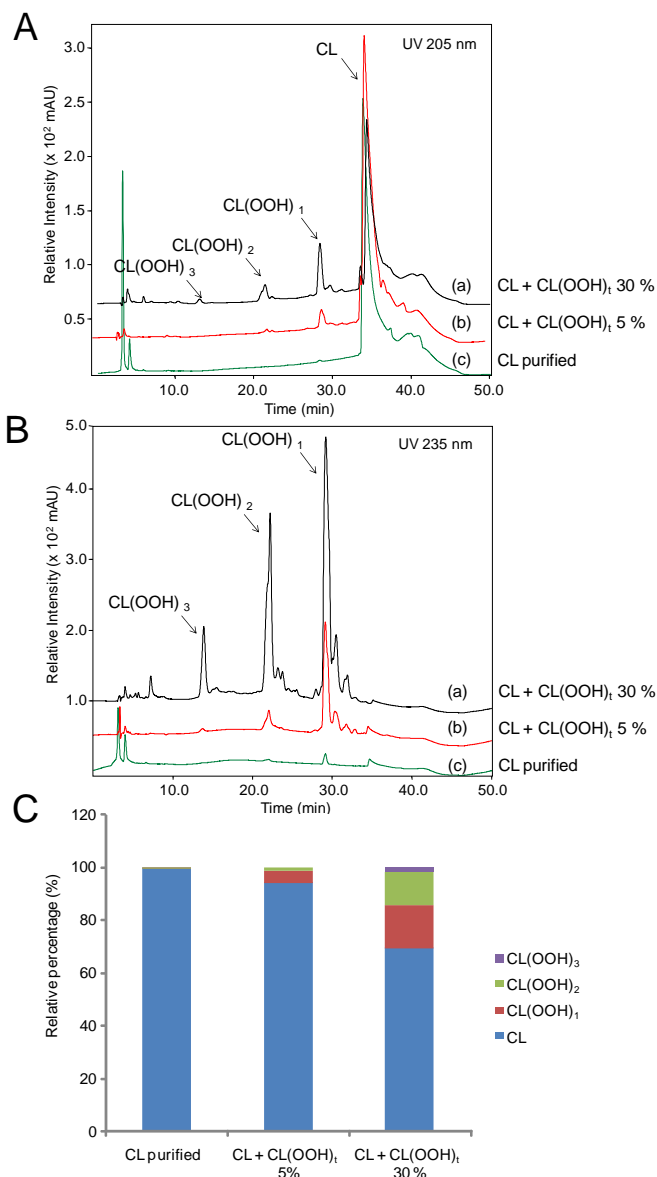 A
UV 205 nm
Relative Intensity (x 10² mAU)
3.0
2.5
2.0
1.5
1.0
0.5
CL
CL(OOH) 1
CL(OOH) 2
CL(OOH) 3
(a) CL + CL(OOH)t 30 %
(b) CL + CL(OOH)t 5 %
(c) CL purified
10.0 20.0 30.0 40.0 50.0
Time (min)
B
UV 235 nm
Relative Intensity (x 10² mAU)
5.0
4.0
3.0
2.0
1.0
CL(OOH) 1
CL(OOH) 2
CL(OOH) 3
(a) CL + CL(OOH)t 30 %
(b) CL + CL(OOH)t 5 %
(c) CL purified
10.0 20.0 30.0 40.0 50.0
Time (min)
C
Relative percentage (%)
120
100
80
60
40
20
0
CL(OOH)3
CL(OOH)2
CL(OOH)1
CL
CL purified
CL + CL(OOH)t
5%
CL + CL(OOH)t
30 %